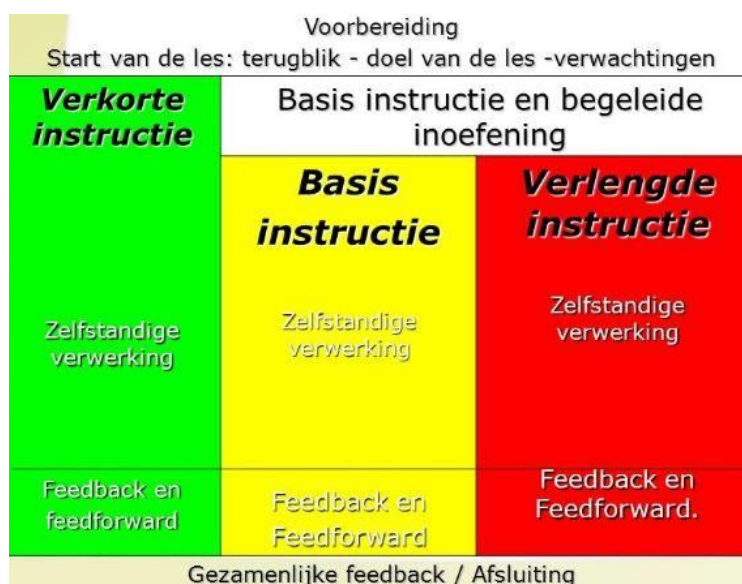 Voorbereiding
Start van de les: terugblik - doel van de les -verwachtingen
Verkorte
instructie
Basis instructie en begeleide
inoefening
Basis
instructie
Verlengde
instructie
Zelfstandige
verwerking
Zelfstandige
verwerking
Zelfstandige
verwerking
Feedback en
feedforward
Feedback en
Feedforward
Feedback en
Feedforward.
Gezamenlijke feedback / Afsluiting